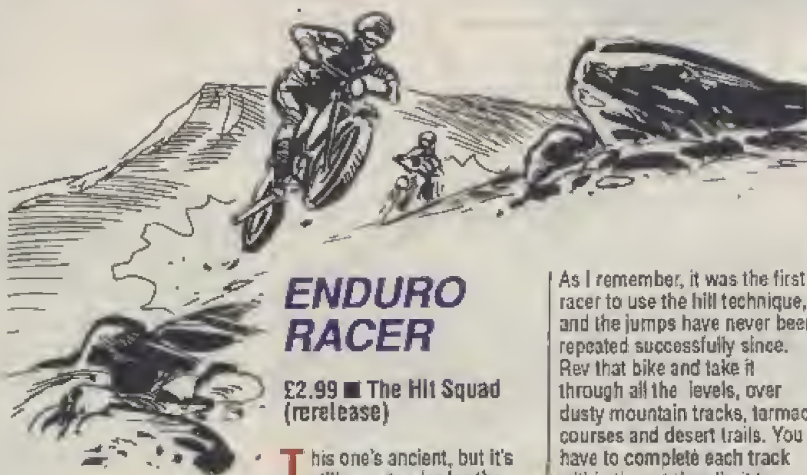 ENDURO
RACER
£2.99 ■ The Hit Squad
(rerelease)
This one's ancient, but it's
As I remember, it was the first
racer to use the hill technique,
and the jumps have never been
repeated successfully since.
Rev that bike and take it
through all the levels, over
dusty mountain tracks, tarmac
courses and desert trails. You
have to complete each track